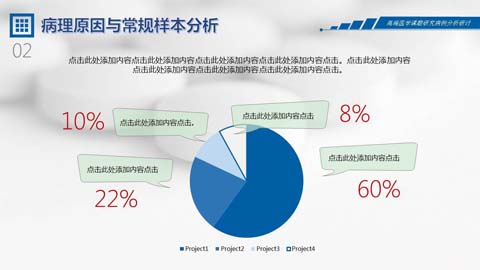 病理原因与常规样本分析
高端医学课题研究病例分析研讨
02
点击此处添加内容点击此处添加内容点击此处添加内容点击此处添加内容点击。点击此处添加内容
点击此处添加内容点击此处添加内容点击此处添加内容点击。
10%
点击此处添加内容点击。
点击此处添加内容点击
8%
点击此处添加内容点击
22%
点击此处添加内容点击
60%
Project1 Project2 Project3 Project4